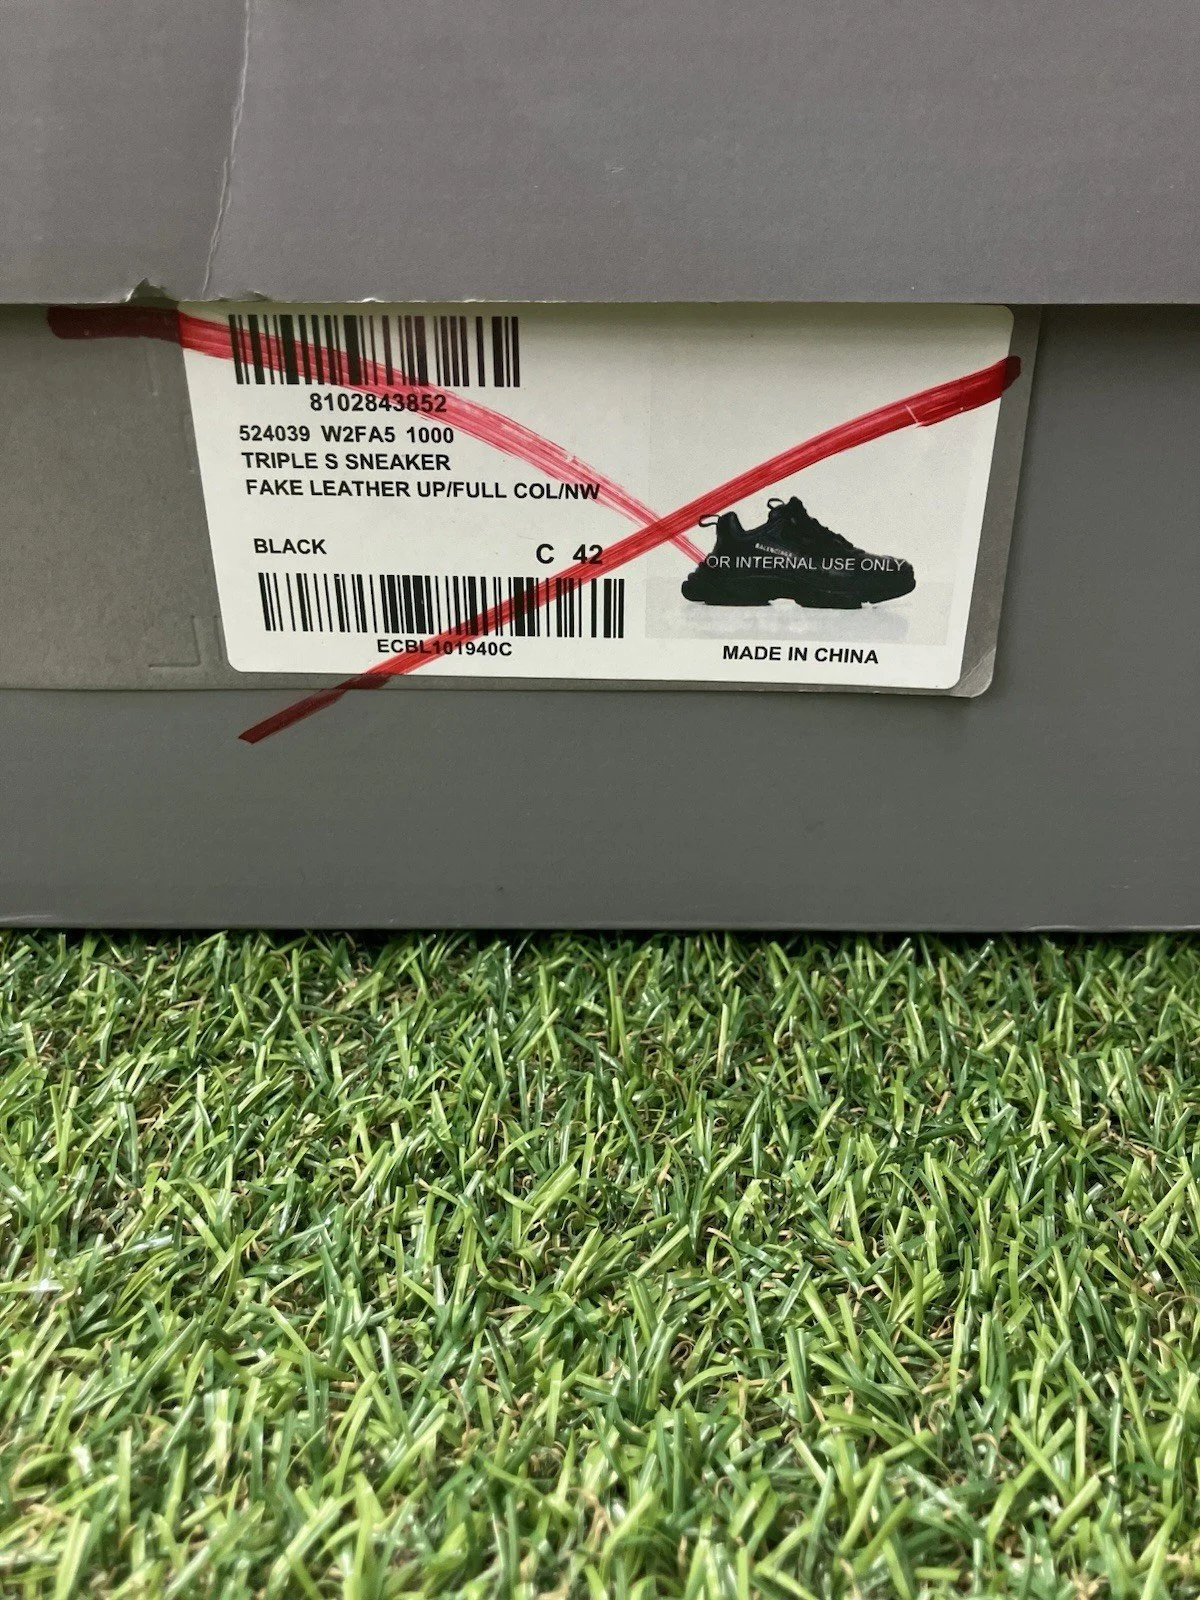 8102843852
524039 W2FA5 1000
TRIPLE S SNEAKER
FAKE LEATHER UP/FULL COL/NW
BLACK
C 42
ECBL101940C
BALENCIAGA
OR INTERNAL USE ONLY
MADE IN CHINA